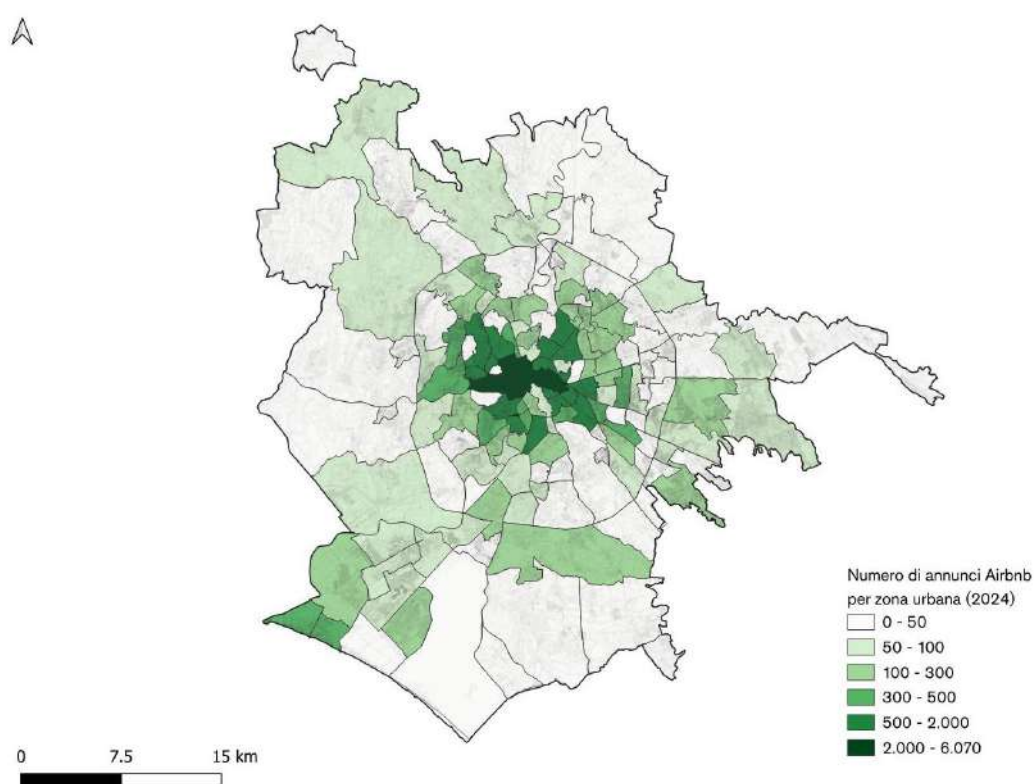 Numero di annunci Airbnb
per zona urbana (2024)
0 - 50
50 - 100
100 - 300
300 - 500
500 - 2.000
2.000 - 6.070
0 7.5 15 km